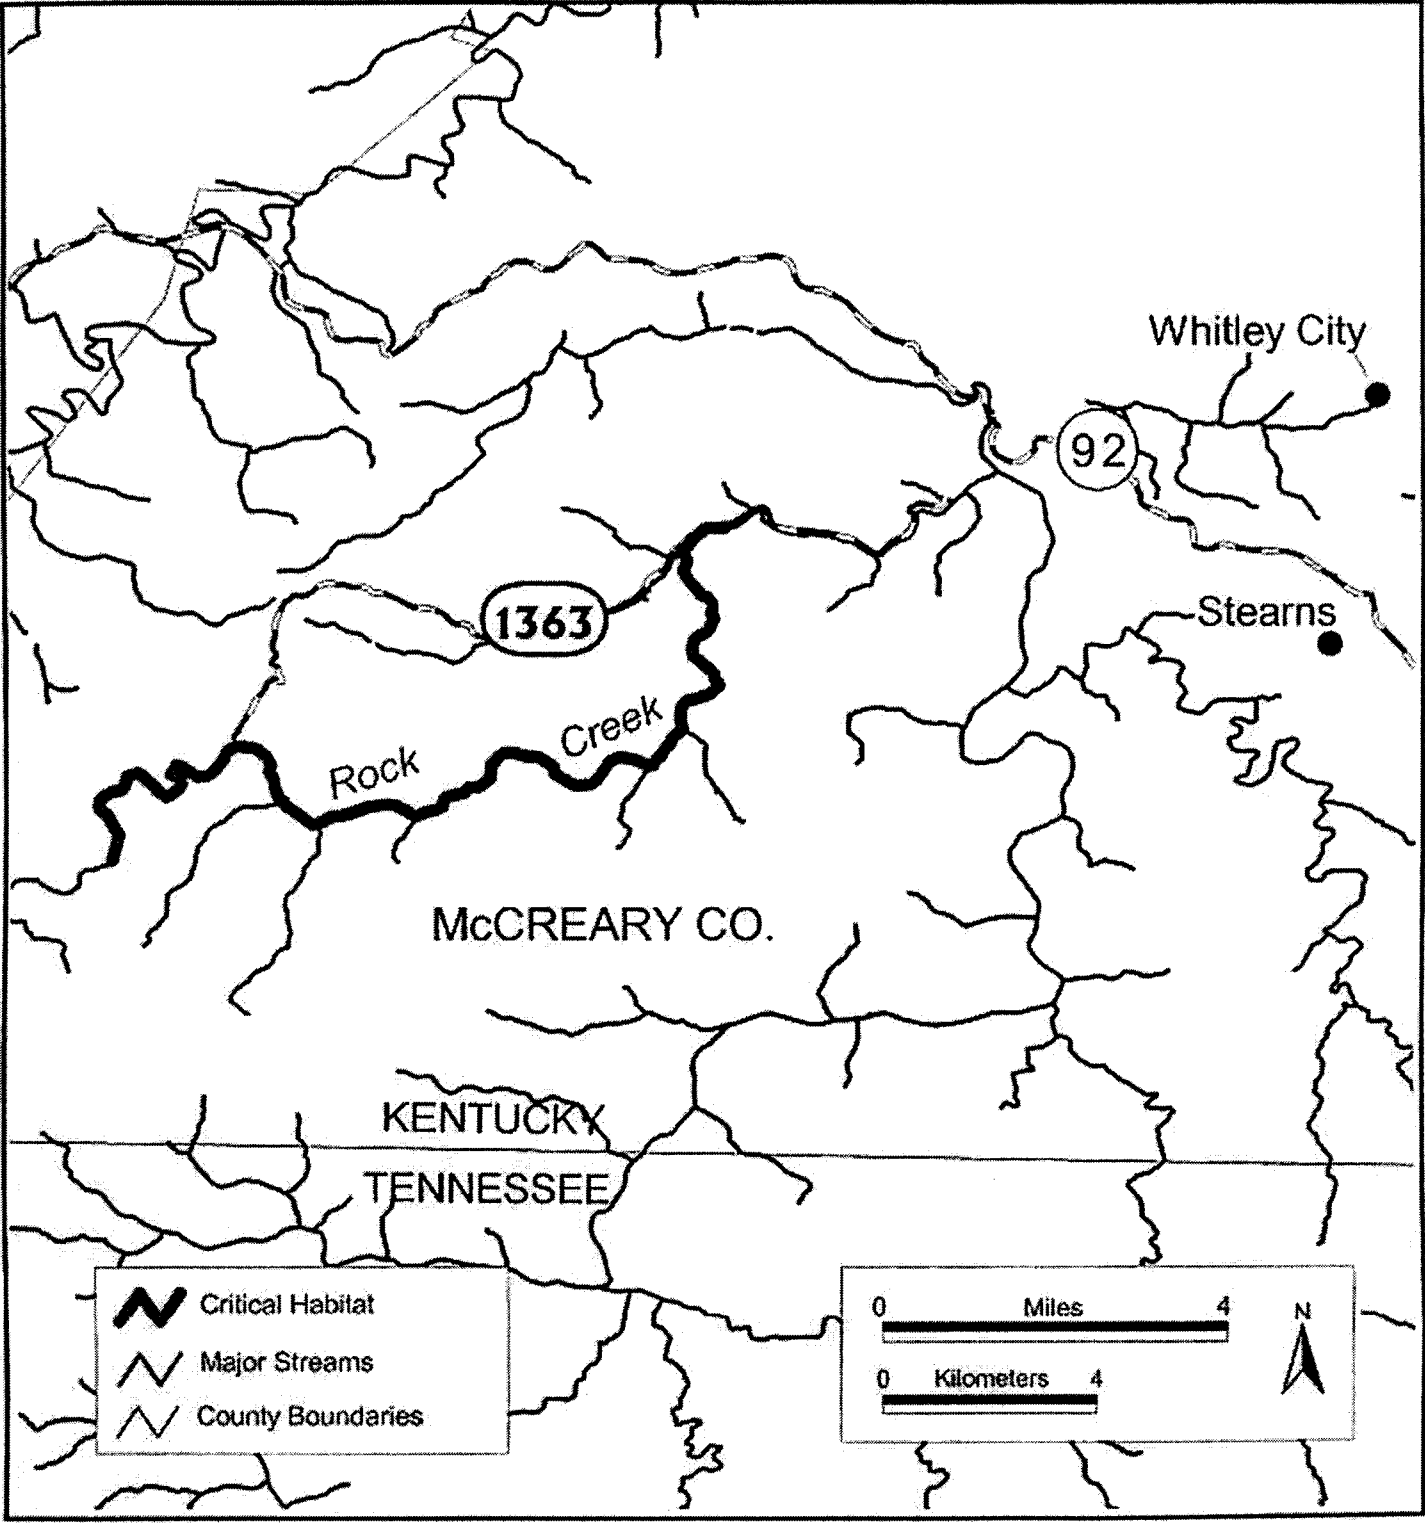 Whitley City
92
Stearns
1363
Rock Creek
McCREARY CO.
KENTUCKY
TENNESSEE
Critical Habitat
Major Streams
County Boundaries
0 Miles 4
0 Kilometers 4
N